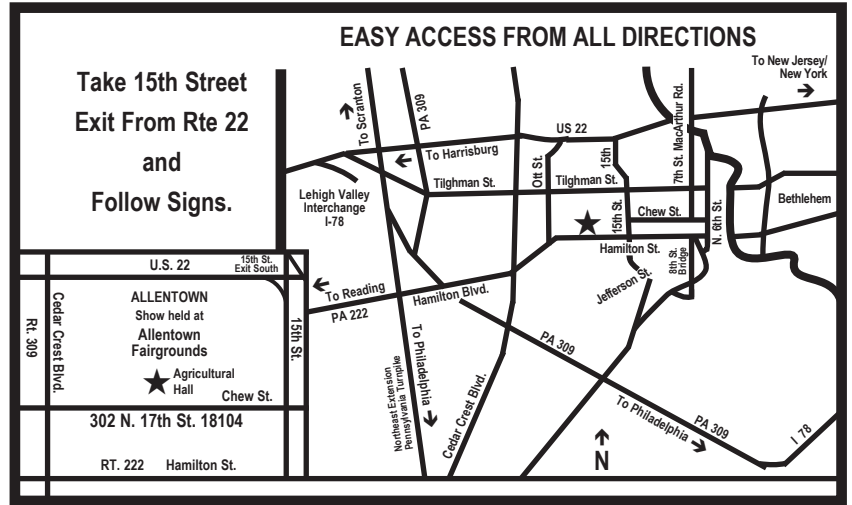 EASY ACCESS FROM ALL DIRECTIONS
Take 15th Street
Exit From Rte 22
and
Follow Signs.
To New Jersey/
New York
To Scranton
PA 309
US 22
To Harrisburg
15th
7th St. MacArthur Rd.
Ott St.
Tilghman St.
Tilghman St.
Lehigh Valley
Interchange
I-78
Bethlehem
15th St.
Chew St.
N. 6th St.
Hamilton St.
8th St.
Bridge
Jefferson St.
To Reading
PA 222
Hamilton Blvd.
To Philadelphia
Northeast Extension
Pennsylvania Turnpike
Cedar Crest Blvd.
PA 309
To Philadelphia
PA 309
I 78
N
U.S. 22
15th St.
Exit South
Rt. 309
Cedar Crest Blvd.
ALLENTOWN
Show held at
Allentown
Fairgrounds
Agricultural
Hall
15th St.
Chew St.
302 N. 17th St. 18104
RT. 222 Hamilton St.